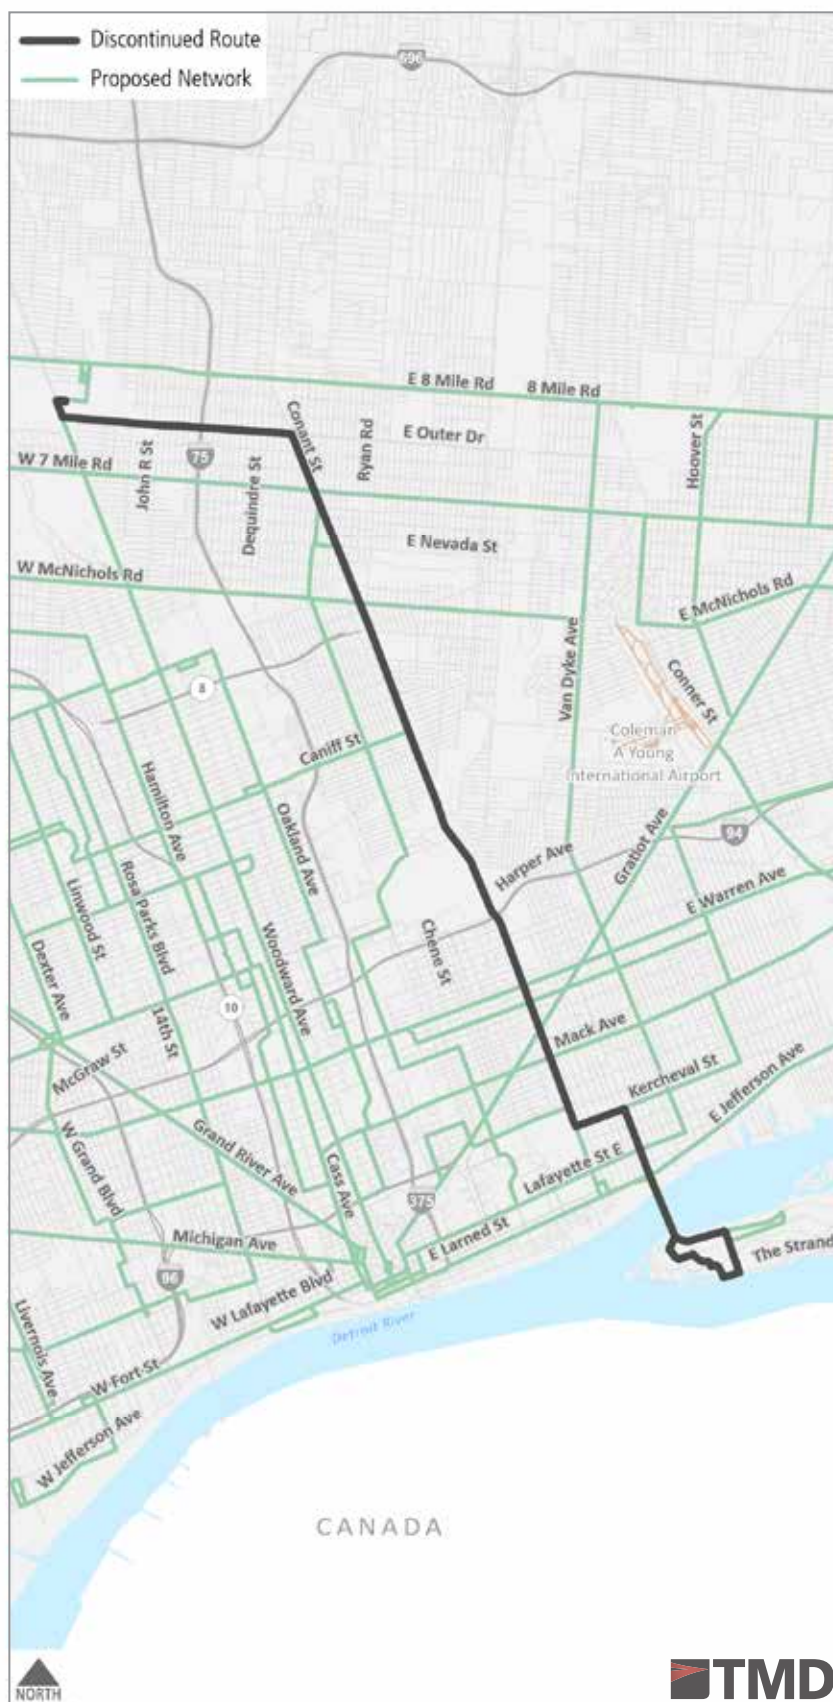 Discontinued Route
Proposed Network
696
E 8 Mile Rd
8 Mile Rd
Conant St
Ryan Rd
E Outer Dr
Hoover St
W 7 Mile Rd
John R St
75
Dequindre St
E Nevada St
W McNichols Rd
E McNichols Rd
Van Dyke Ave
Conner St
8
Coleman
A Young
International Airport
Caniff St
Hamilton Ave
Oakland Ave
Harper Ave
Gratiot Ave
94
Linwood St
Rosa Parks Blvd
E Warren Ave
Dexter Ave
Woodward Ave
Chene St
10
14th St
Mack Ave
McGraw St
Kercheval St
E Jefferson Ave
W Grand Blvd
Grand River Ave
Cass Ave
Lafayette St E
375
Michigan Ave
E Larned St
The Strand
96
W Lafayette Blvd
Livernois Ave
Detroit River
W Fort St
W Jefferson Ave
CANADA
NORTH
TMD